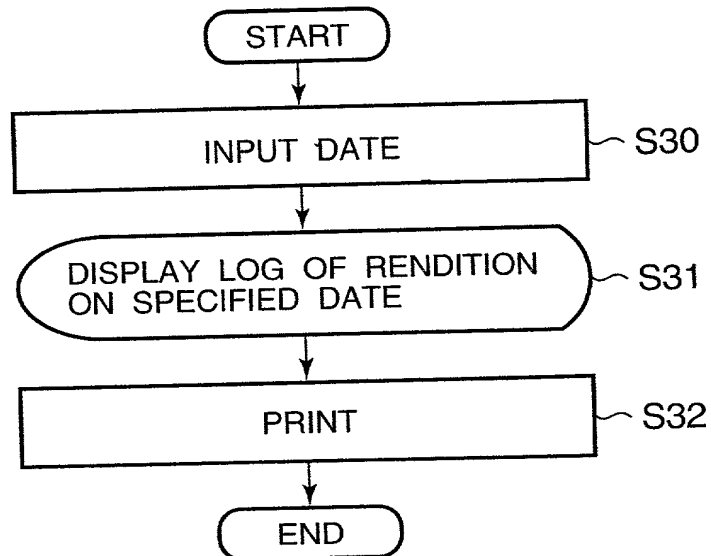 START
INPUT DATE
S30
DISPLAY LOG OF RENDITION
ON SPECIFIED DATE
S31
PRINT
S32
END